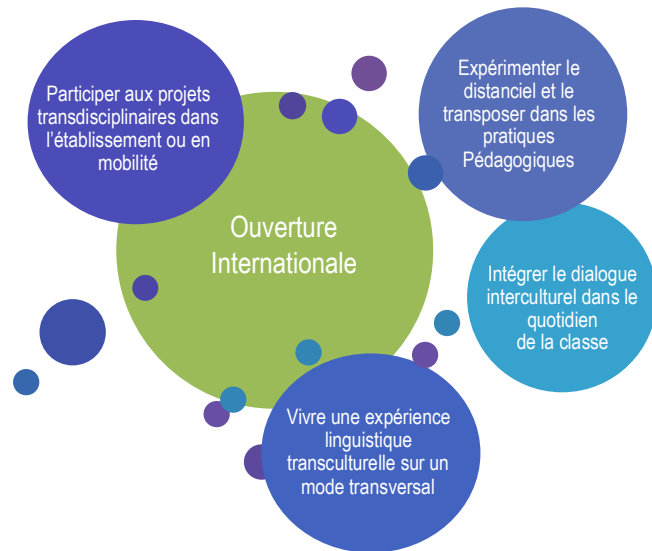 Participer aux projets
transdisciplinaires dans
l'établissement ou en
mobilité
Expérimenter le
distanciel et le
transposer dans les
pratiques
Pédagogiques
Ouverture
Internationale
Intégrer le dialogue
interculturel dans le
quotidien
de la classe
Vivre une expérience
linguistique
transculturelle sur un
mode transversal